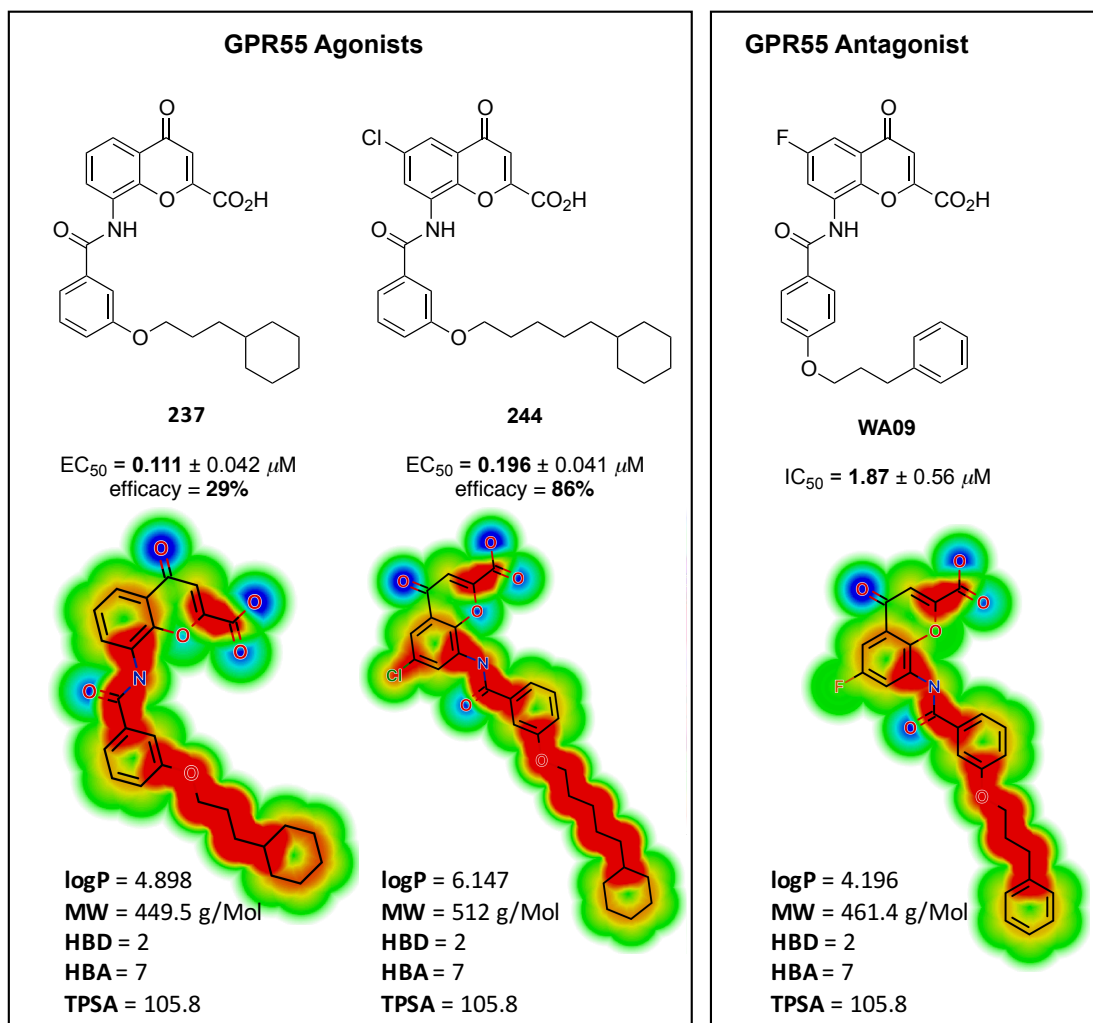 GPR55 Agonists
O
Cl
O
O
CO₂H
O
CO₂H
O
NH
O
NH
O
O
237
244
EC₅₀ = 0.111 ± 0.042 μM
efficacy = 29%
EC₅₀ = 0.196 ± 0.041 μM
efficacy = 86%
O
O
O
O
N
O
O
O
O
O
O
Cl
N
O
O
logP = 4.898
MW = 449.5 g/Mol
HBD = 2
HBA = 7
TPSA = 105.8
logP = 6.147
MW = 512 g/Mol
HBD = 2
HBA = 7
TPSA = 105.8
GPR55 Antagonist
O
F
O
CO₂H
O
NH
O
WA09
IC₅₀ = 1.87 ± 0.56 μM
O
O
O
O
F
N
O
O
logP = 4.196
MW = 461.4 g/Mol
HBD = 2
HBA = 7
TPSA = 105.8